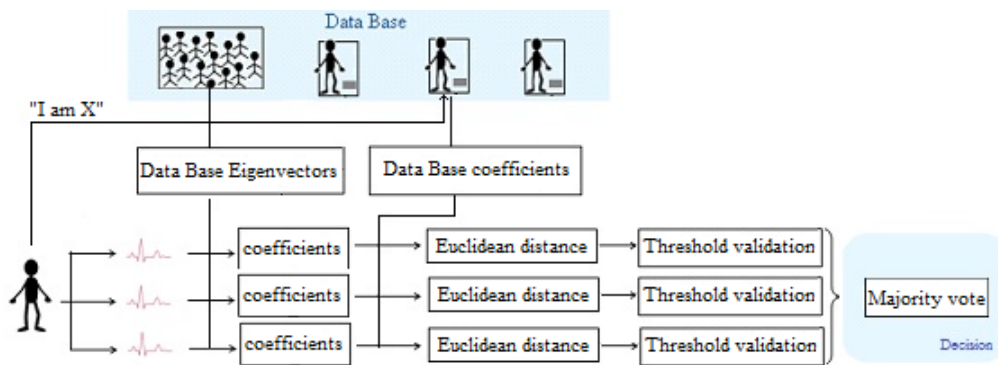 Data Base
"I am X"
Data Base Eigenvectors
Data Base coefficients
coefficients
Euclidean distance
Threshold validation
coefficients
Euclidean distance
Threshold validation
Majority vote
coefficients
Euclidean distance
Threshold validation
Decision